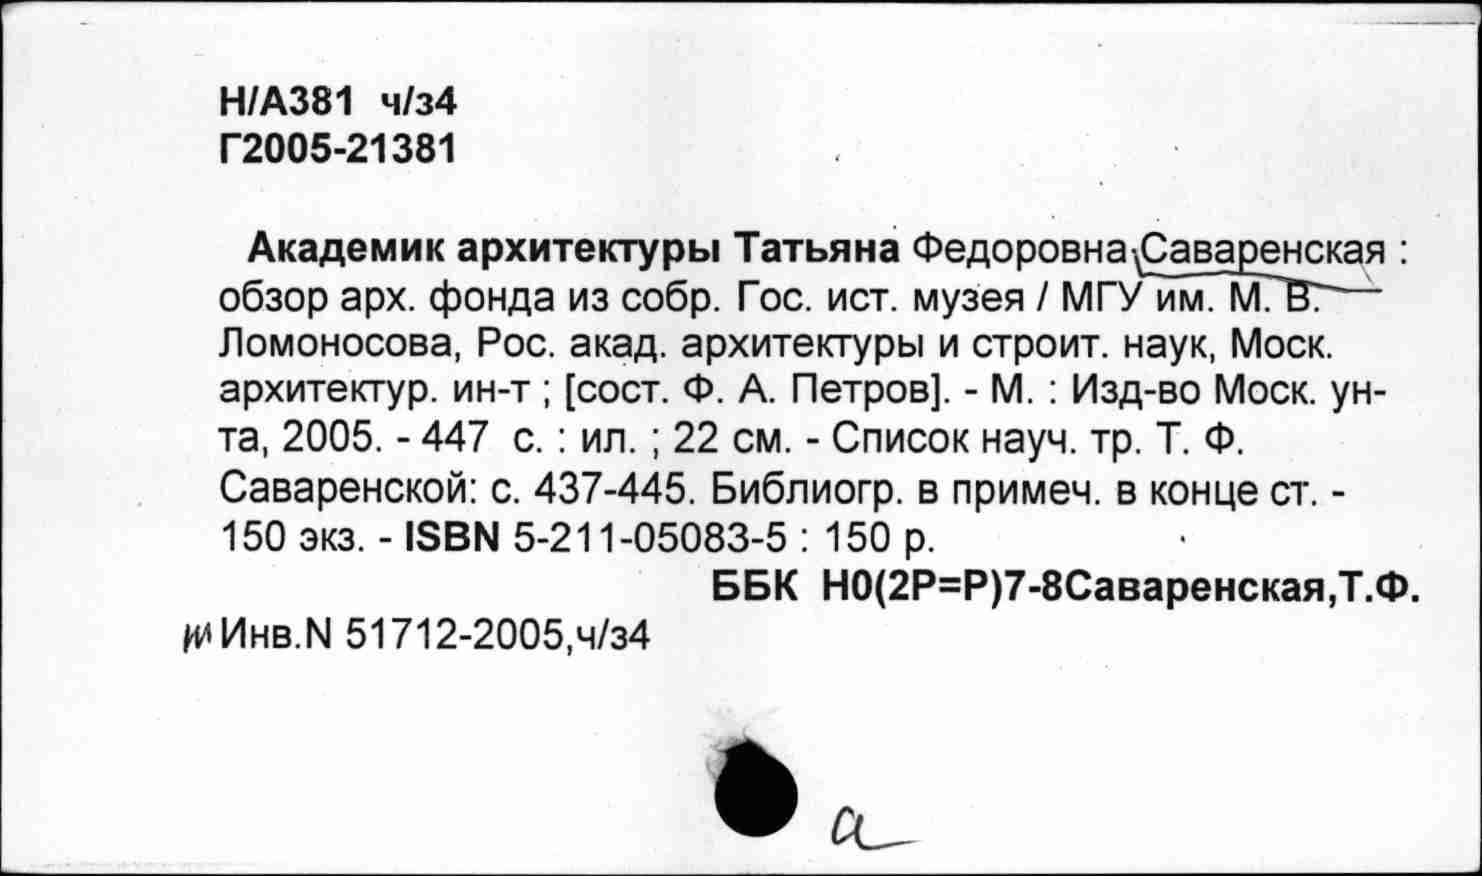 Н/А381 ч/з4
Г2005-21381
Академик архитектуры Татьяна Федоровна Саваренская :
обзор арх. фонда из собр. Гос. ист. музея / МГУ им. М. В.
Ломоносова, Рос. акад. архитектуры и строит. наук, Моск.
архитектур. ин-т ; [сост. Ф. А. Петров]. - М. : Изд-во Моск. ун-
та, 2005. - 447 с. : ил. ; 22 см. - Список науч. тр. Т. Ф.
Саваренской: с. 437-445. Библиогр. в примеч. в конце ст. -
150 экз. - ISBN 5-211-05083-5 : 150 р.
ББК Н0(2Р=Р)7-8Саваренская,Т.Ф.
Инв.N 51712-2005,ч/з4
а